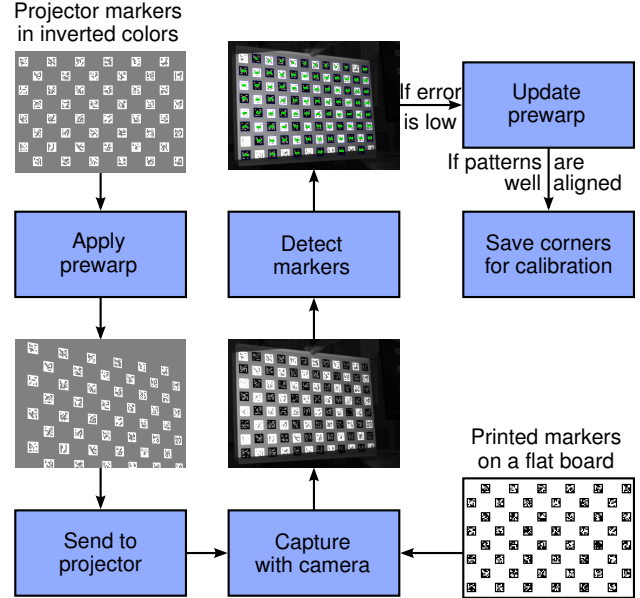 Projector markers
in inverted colors
Apply
prewarp
Send to
projector
Capture
with camera
Printed markers
on a flat board
Detect
markers
If error
is low
Update
prewarp
If patterns are
well aligned
Save corners
for calibration